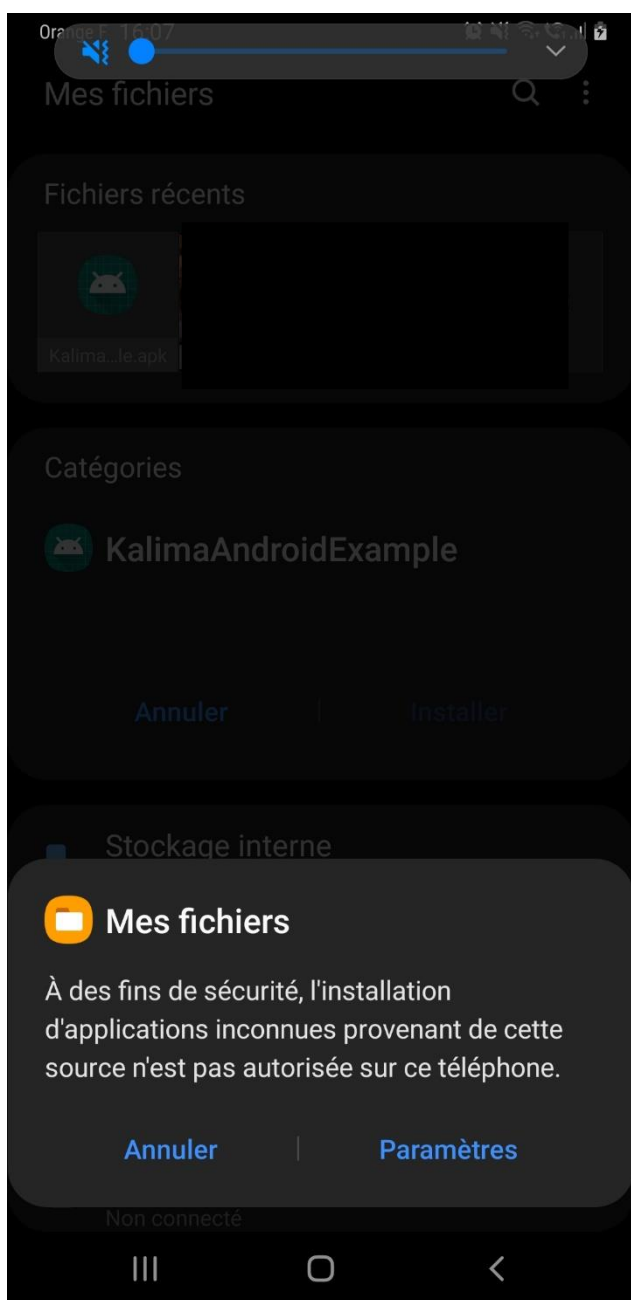 Orange F 16:07
Mes fichiers
Fichiers récents
Kalima...le.apk
Catégories
KalimaAndroidExample
Annuler
Installer
Stockage interne
Mes fichiers
À des fins de sécurité, l'installation
d'applications inconnues provenant de cette
source n'est pas autorisée sur ce téléphone.
Annuler
Paramètres
Non connecté